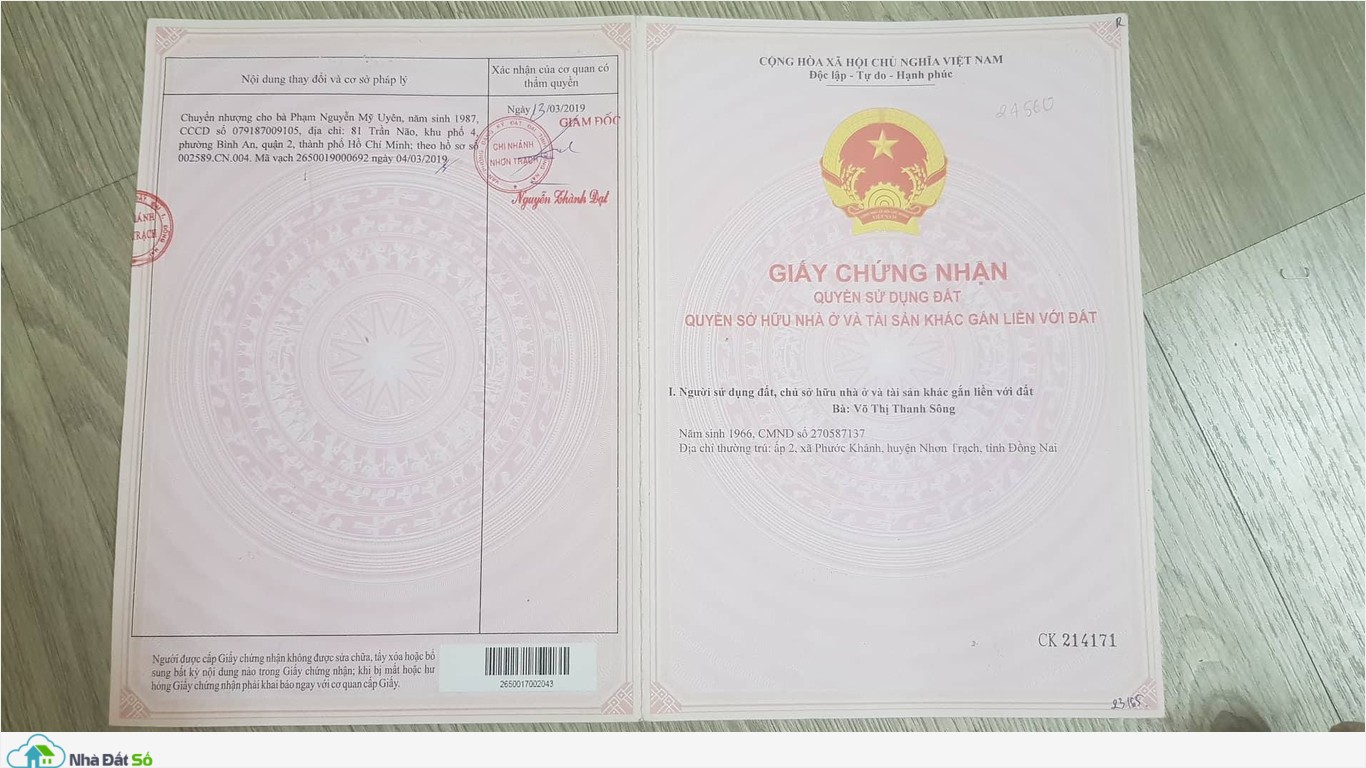 Nội dung thay đổi và cơ sở pháp lý
Xác nhận của cơ quan có
thẩm quyền
Chuyển nhượng cho bà Phạm Nguyễn Mỹ Uyên, năm sinh 1987,
CCCD số 079187009105, địa chỉ: 81 Trần Não, khu phố 4,
phường Bình An, quận 2, thành phố Hồ Chí Minh; theo hồ sơ số
002589.CN.004. Mã vạch 2650019000692 ngày 04/03/2019
Ngày 13/03/2019
GIÁM ĐỐC
CHI NHÁNH
NHƠN TRẠCH
Nguyễn Thành Đạt
Người được cấp Giấy chứng nhận không được sửa chữa, tẩy xóa hoặc bổ
sung bất kỳ nội dung nào trong Giấy chứng nhận; khi bị mất hoặc hư
hỏng Giấy chứng nhận phải khai báo ngay với cơ quan cấp Giấy.
2650017002043
R
CỘNG HÒA XÃ HỘI CHỦ NGHĨA VIỆT NAM
Độc lập - Tự do - Hạnh phúc
24560
GIẤY CHỨNG NHẬN
QUYỀN SỬ DỤNG ĐẤT
QUYỀN SỞ HỮU NHÀ Ở VÀ TÀI SẢN KHÁC GẮN LIỀN VỚI ĐẤT
I. Người sử dụng đất, chủ sở hữu nhà ở và tài sản khác gắn liền với đất
Bà: Võ Thị Thanh Sông
Năm sinh 1966, CMND số 270587137
Địa chỉ thường trú: ấp 2, xã Phước Khánh, huyện Nhơn Trạch, tỉnh Đồng Nai
CK 214171
Nhà Đất Số